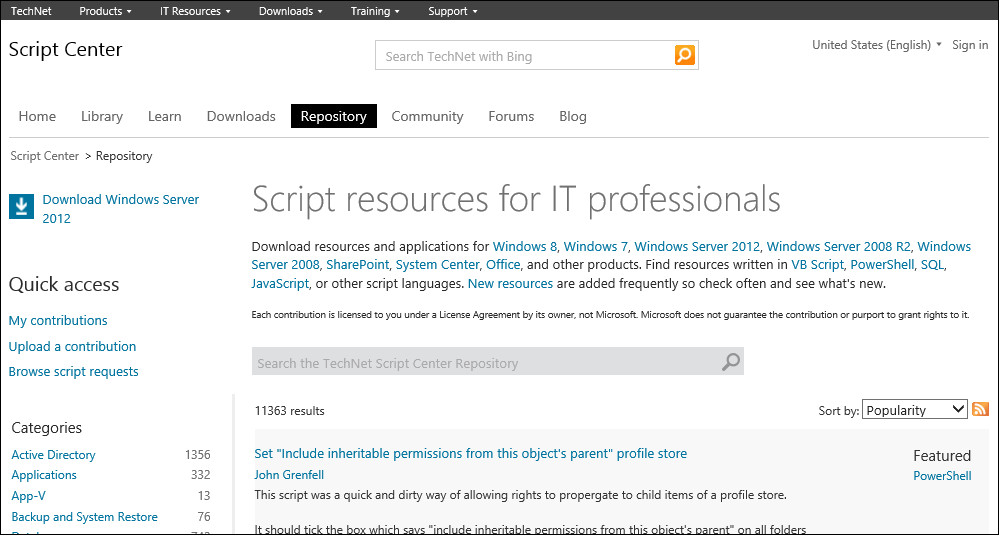 TechNet Products IT Resources Downloads Training Support
Script Center
Search TechNet with Bing
United States (English) Sign in
Home Library Learn Downloads Repository Community Forums Blog
Script Center > Repository
Download Windows Server
2012
Quick access
My contributions
Upload a contribution
Browse script requests
Categories
Active Directory 1356
Applications 332
App-V 13
Backup and System Restore 76
Script resources for IT professionals
Download resources and applications for Windows 8, Windows 7, Windows Server 2012, Windows Server 2008 R2, Windows
Server 2008, SharePoint, System Center, Office, and other products. Find resources written in VB Script, PowerShell, SQL,
JavaScript, or other script languages. New resources are added frequently so check often and see what's new.
Each contribution is licensed to you under a License Agreement by its owner, not Microsoft. Microsoft does not guarantee the contribution or purport to grant rights to it.
Search the TechNet Script Center Repository
11363 results
Sort by: Popularity
Set "Include inheritable permissions from this object's parent" profile store
Featured
John Grenfell
PowerShell
This script was a quick and dirty way of allowing rights to propergate to child items of a profile store.
It should tick the box which says "include inheritable permissions from this object's parent" on all folders